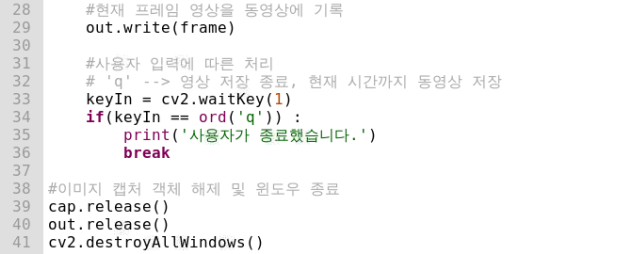 28 #현재 프레임 영상을 동영상에 기록
29 out.write(frame)
30
31 #사용자 입력에 따른 처리
32 # 'q' --> 영상 저장 종료, 현재 시간까지 동영상 저장
33 keyIn = cv2.waitKey(1)
34 if(keyIn == ord('q')) :
35 print('사용자가 종료했습니다.')
36 break
37
38 #이미지 캡처 객체 해제 및 윈도우 종료
39 cap.release()
40 out.release()
41 cv2.destroyAllWindows()